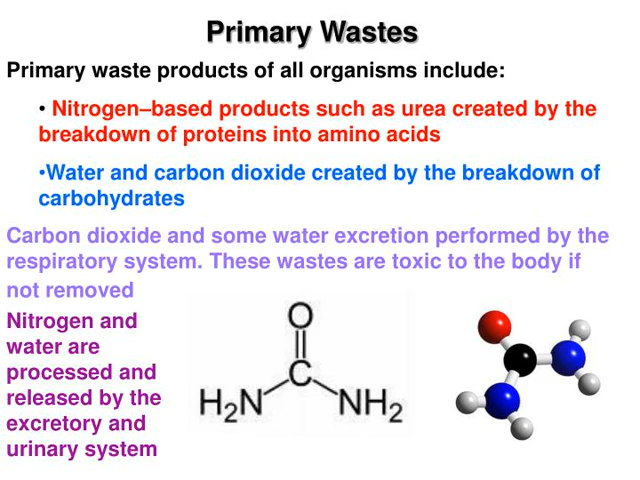 Primary Wastes
Primary waste products of all organisms include:
• Nitrogen–based products such as urea created by the
breakdown of proteins into amino acids
•Water and carbon dioxide created by the breakdown of
carbohydrates
Carbon dioxide and some water excretion performed by the
respiratory system. These wastes are toxic to the body if
not removed
Nitrogen and
water are
processed and
released by the
excretory and
urinary system
O
C
H₂N NH₂